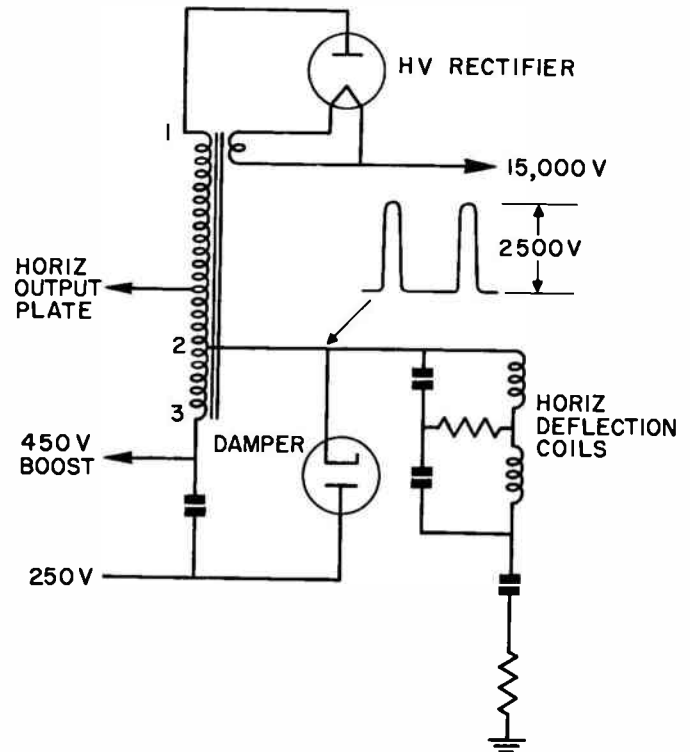 HV RECTIFIER
1
15,000 V
2500V
HORIZ
OUTPUT
PLATE
2
3
HORIZ
DEFLECTION
COILS
450 V
BOOST
DAMPER
250V